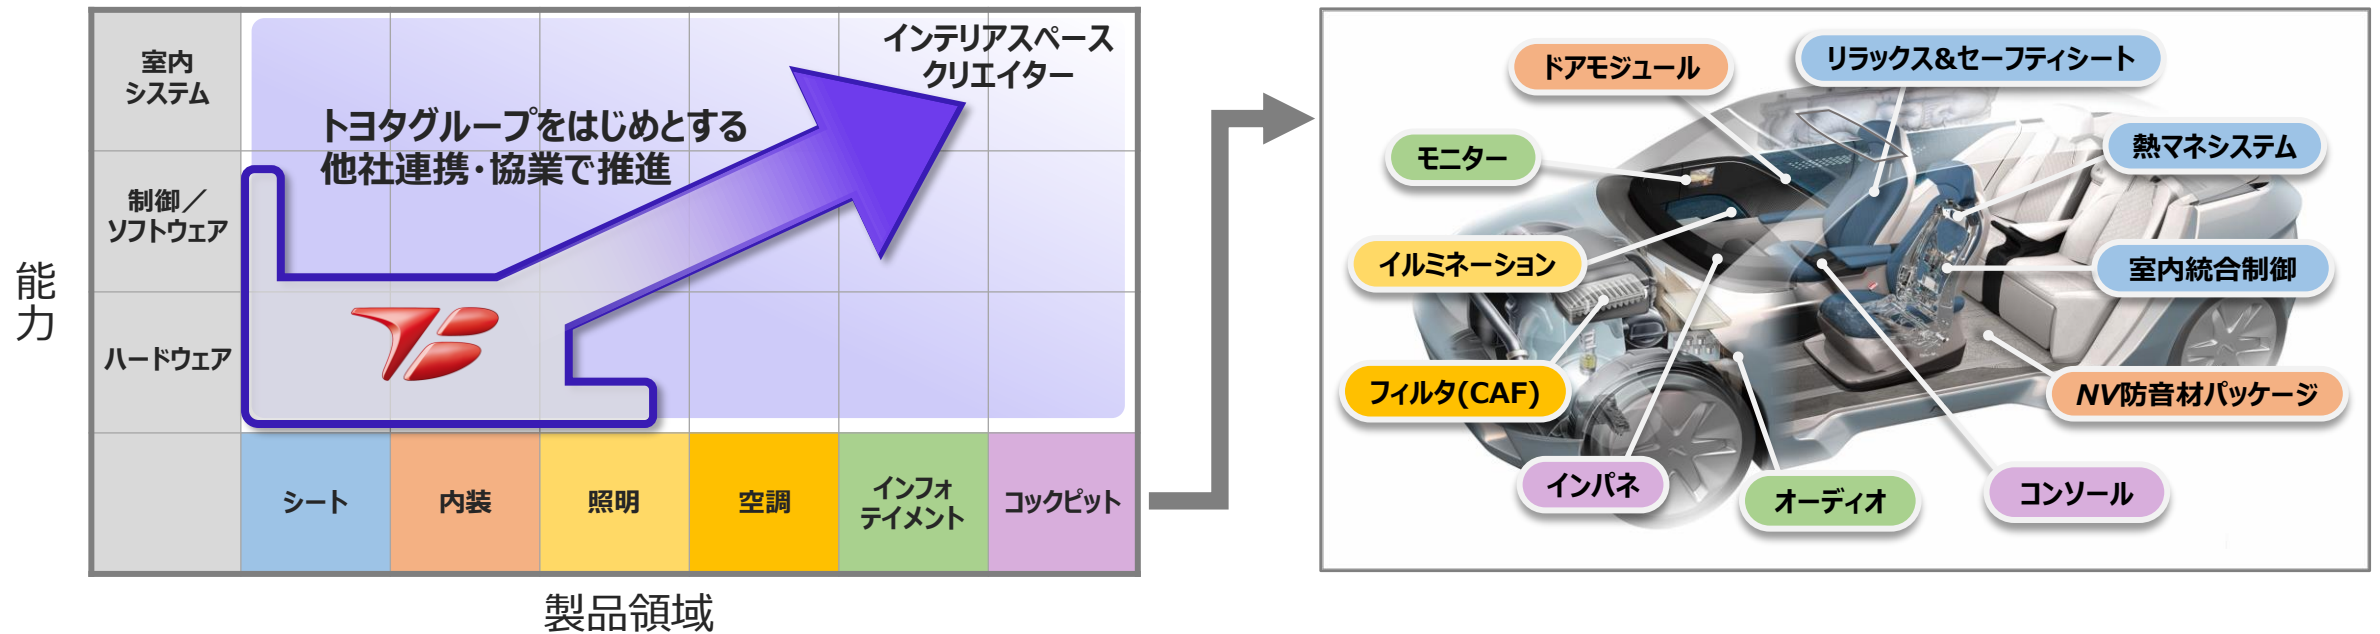 室内
システム
制御／
ソフトウェア
ハードウェア
能力
インテリアスペース
クリエイター
トヨタグループをはじめとする
他社連携・協業で推進
シート
内装
照明
空調
インフォ
テイメント
コックピット
製品領域
ドアモジュール
リラックス&セーフティシート
モニター
熱マネシステム
イルミネーション
室内統合制御
フィルタ(CAF)
NV防音材パッケージ
インパネ
オーディオ
コンソール